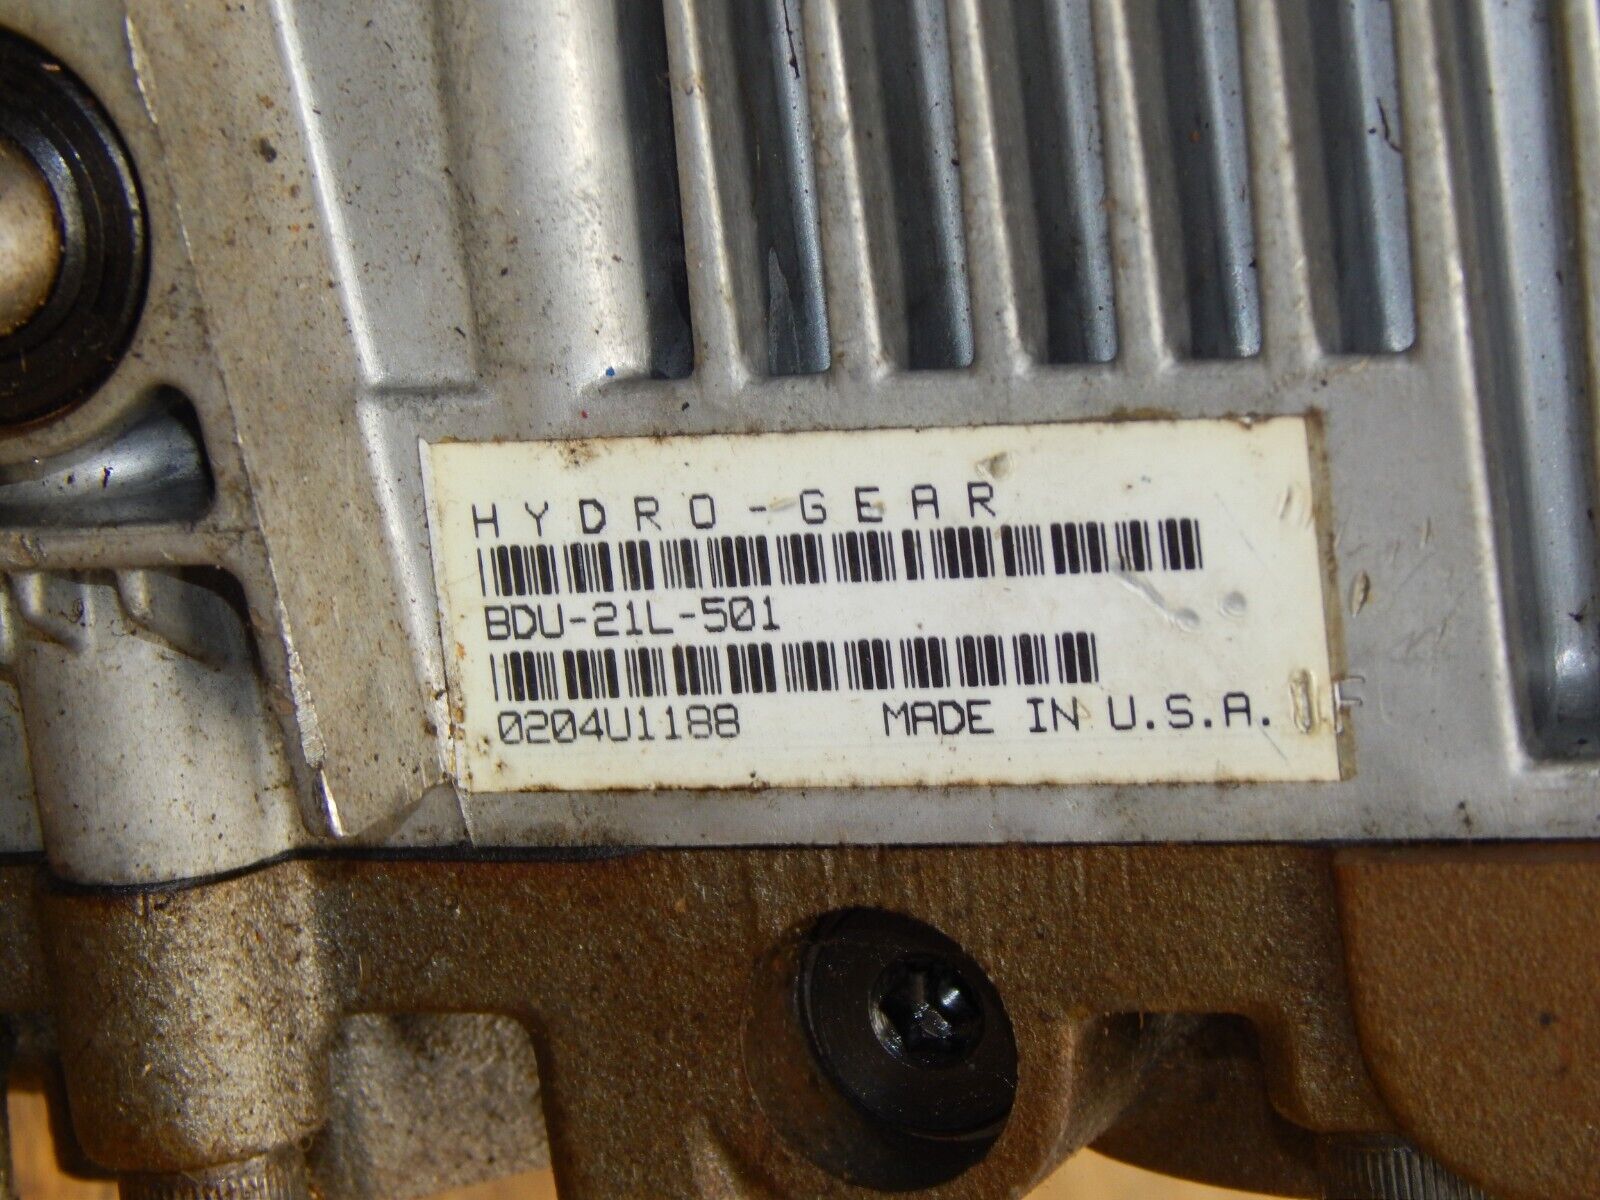 HYDRO-GEAR
BDU-21L-501
0204U1188 MADE IN U.S.A.